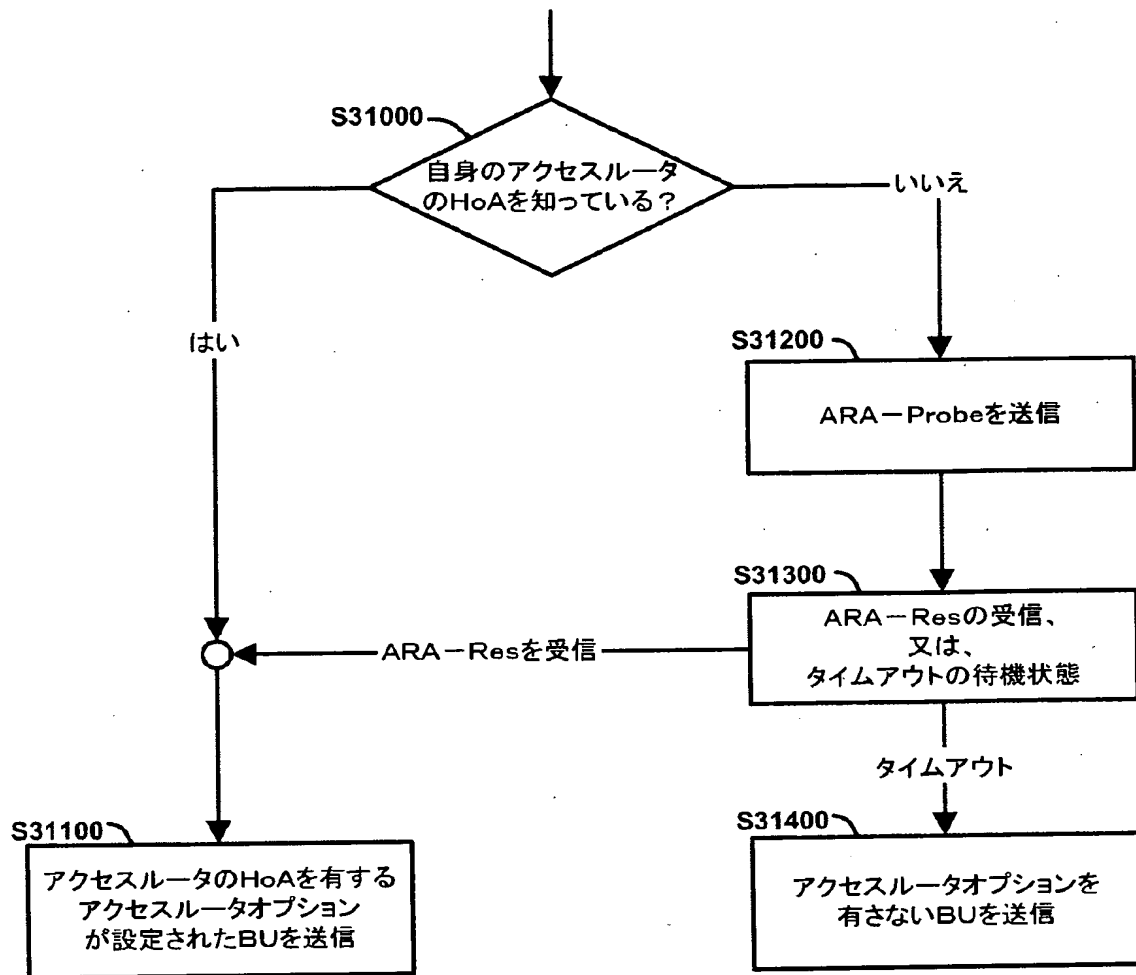 S31000
自身のアクセスルータ
のHoAを知っている？
いいえ
はい
S31200
ARA－Probeを送信
S31300
ARA－Resの受信、
又は、
タイムアウトの待機状態
ARA－Resを受信
タイムアウト
S31100
アクセスルータのHoAを有する
アクセスルータオプション
が設定されたBUを送信
S31400
アクセスルータオプションを
有さないBUを送信